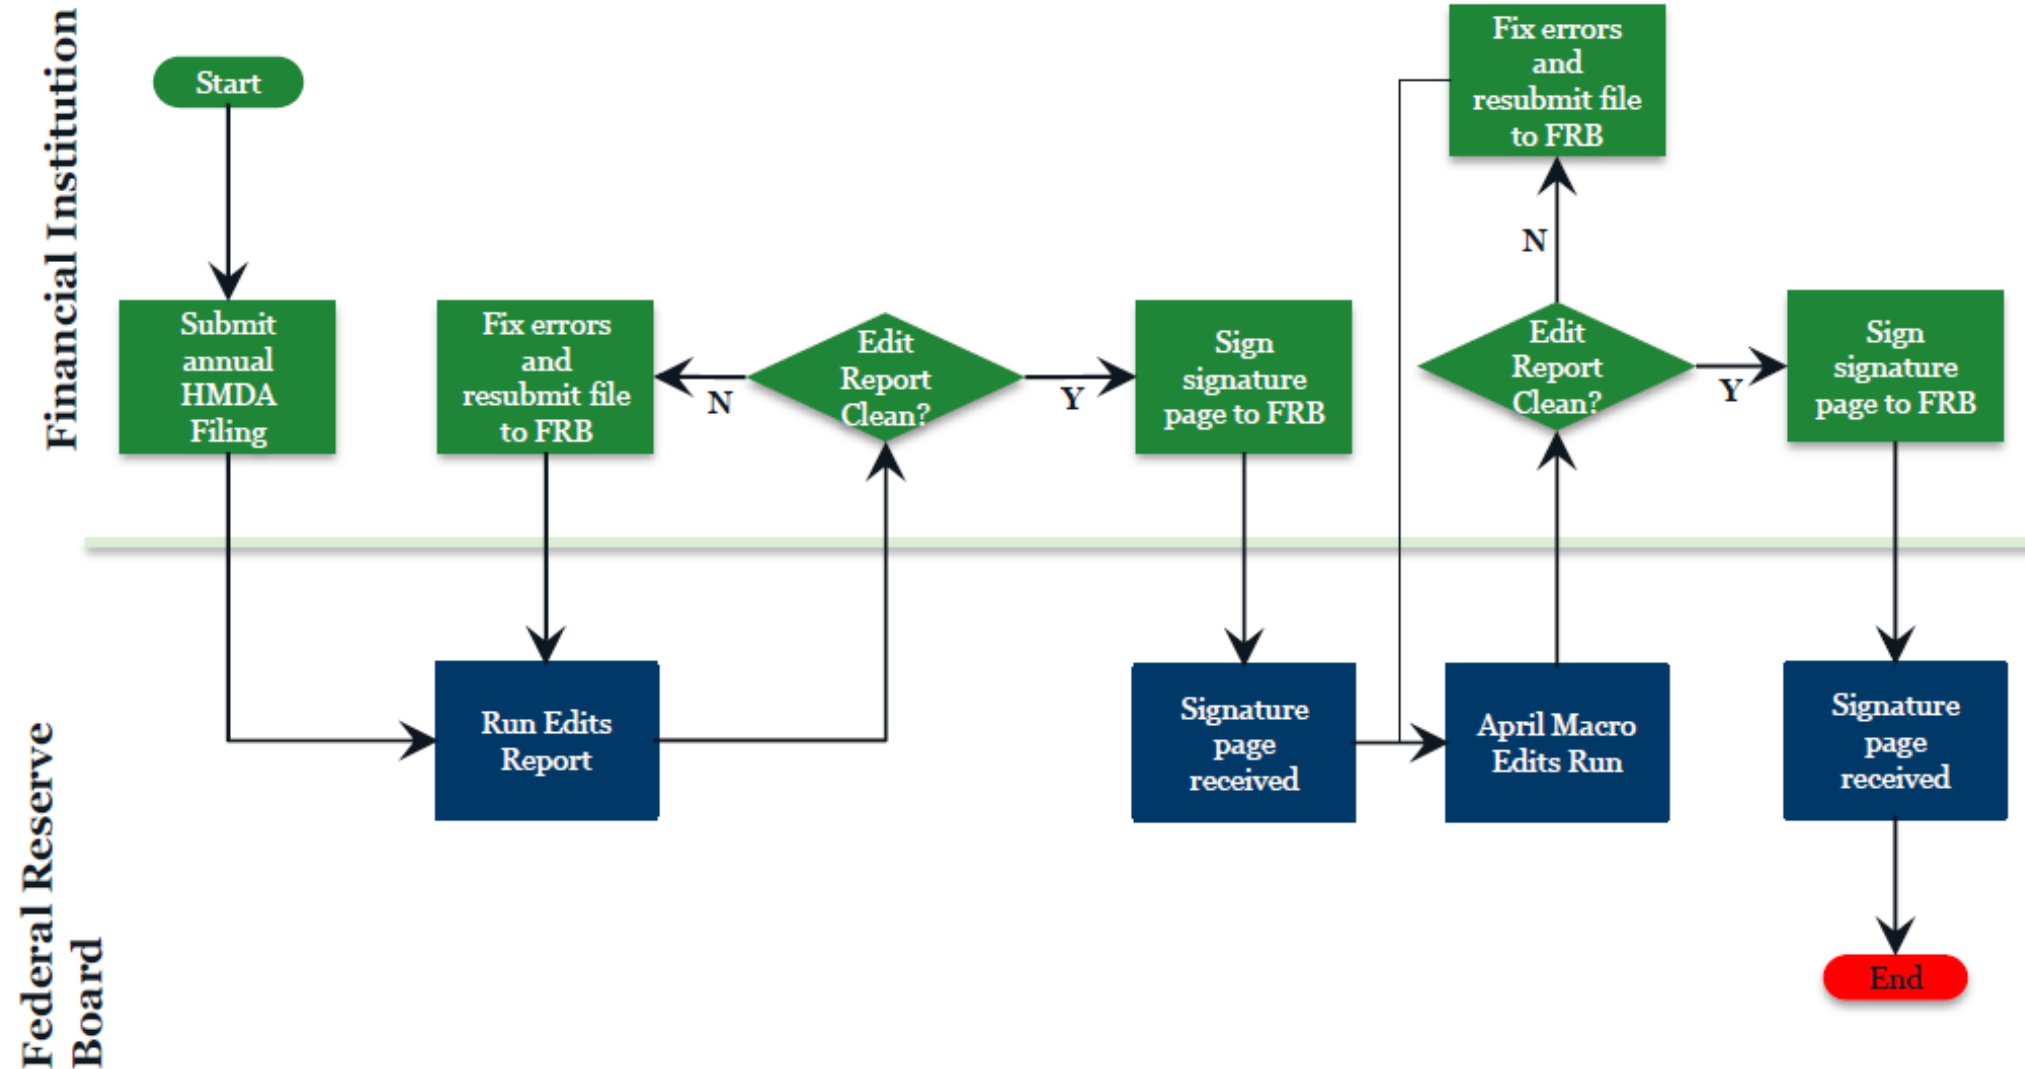 Financial Institution
Start
Submit
annual
HMDA
Filing
Fix errors
and
resubmit file
to FRB
N
Edit
Report
Clean?
Y
Sign
signature
page to FRB
Fix errors
and
resubmit file
to FRB
N
Edit
Report
Clean?
Y
Sign
signature
page to FRB
Federal Reserve
Board
Run Edits
Report
Signature
page
received
April Macro
Edits Run
Signature
page
received
End